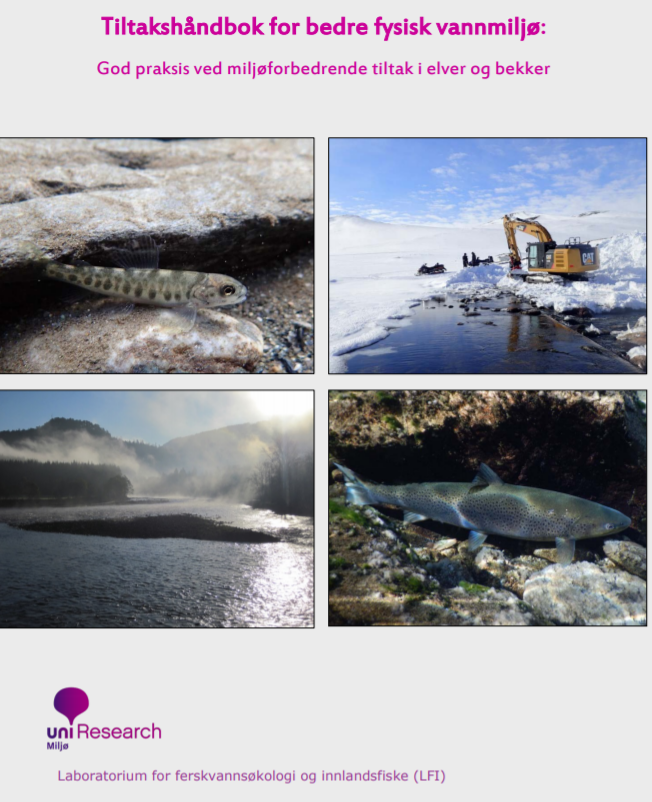 Tiltakshåndbok for bedre fysisk vannmiljø:
God praksis ved miljøforbedrende tiltak i elver og bekker
CAT
uni Research
Miljø
Laboratorium for ferskvannsøkologi og innlandsfiske (LFI)